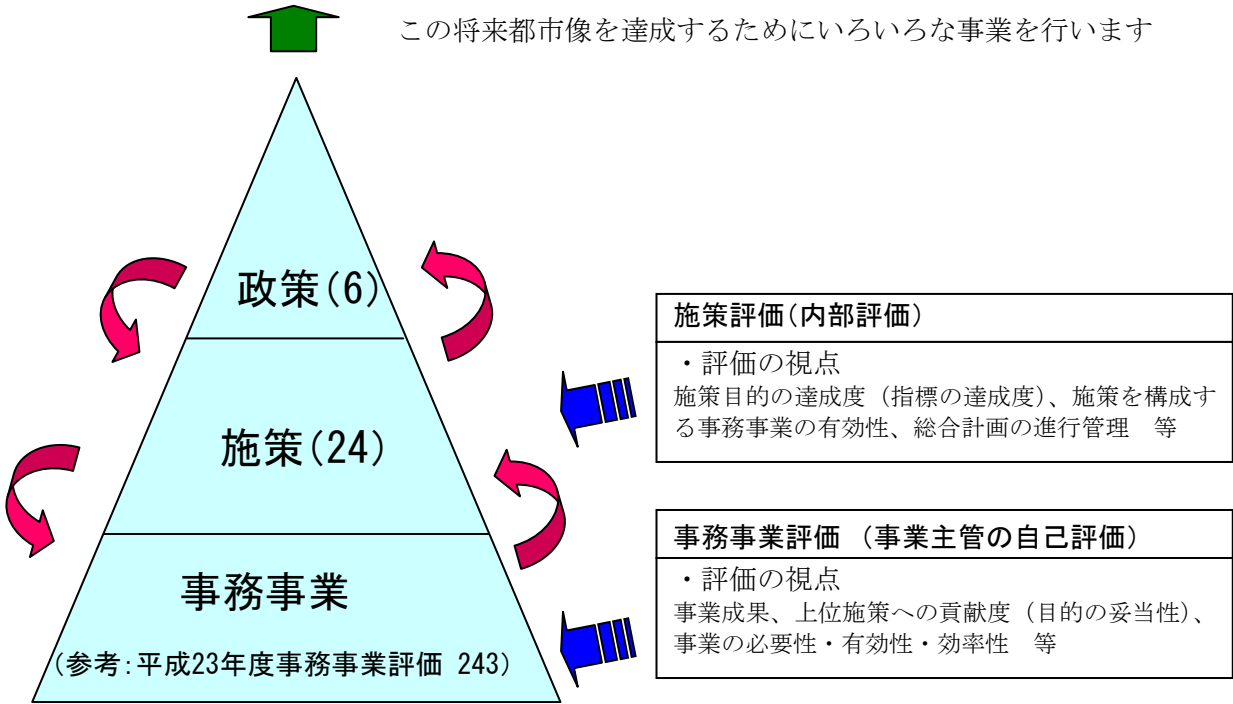 この将来都市像を達成するためにいろいろな事業を行います
政策(6)
施策(24)
事務事業
(参考:平成23年度事務事業評価 243)
施策評価(内部評価)
・評価の視点
施策目的の達成度（指標の達成度）、施策を構成す
る事務事業の有効性、総合計画の進行管理　等
事務事業評価 （事業主管の自己評価）
・評価の視点
事業成果、上位施策への貢献度（目的の妥当性）、
事業の必要性・有効性・効率性　等